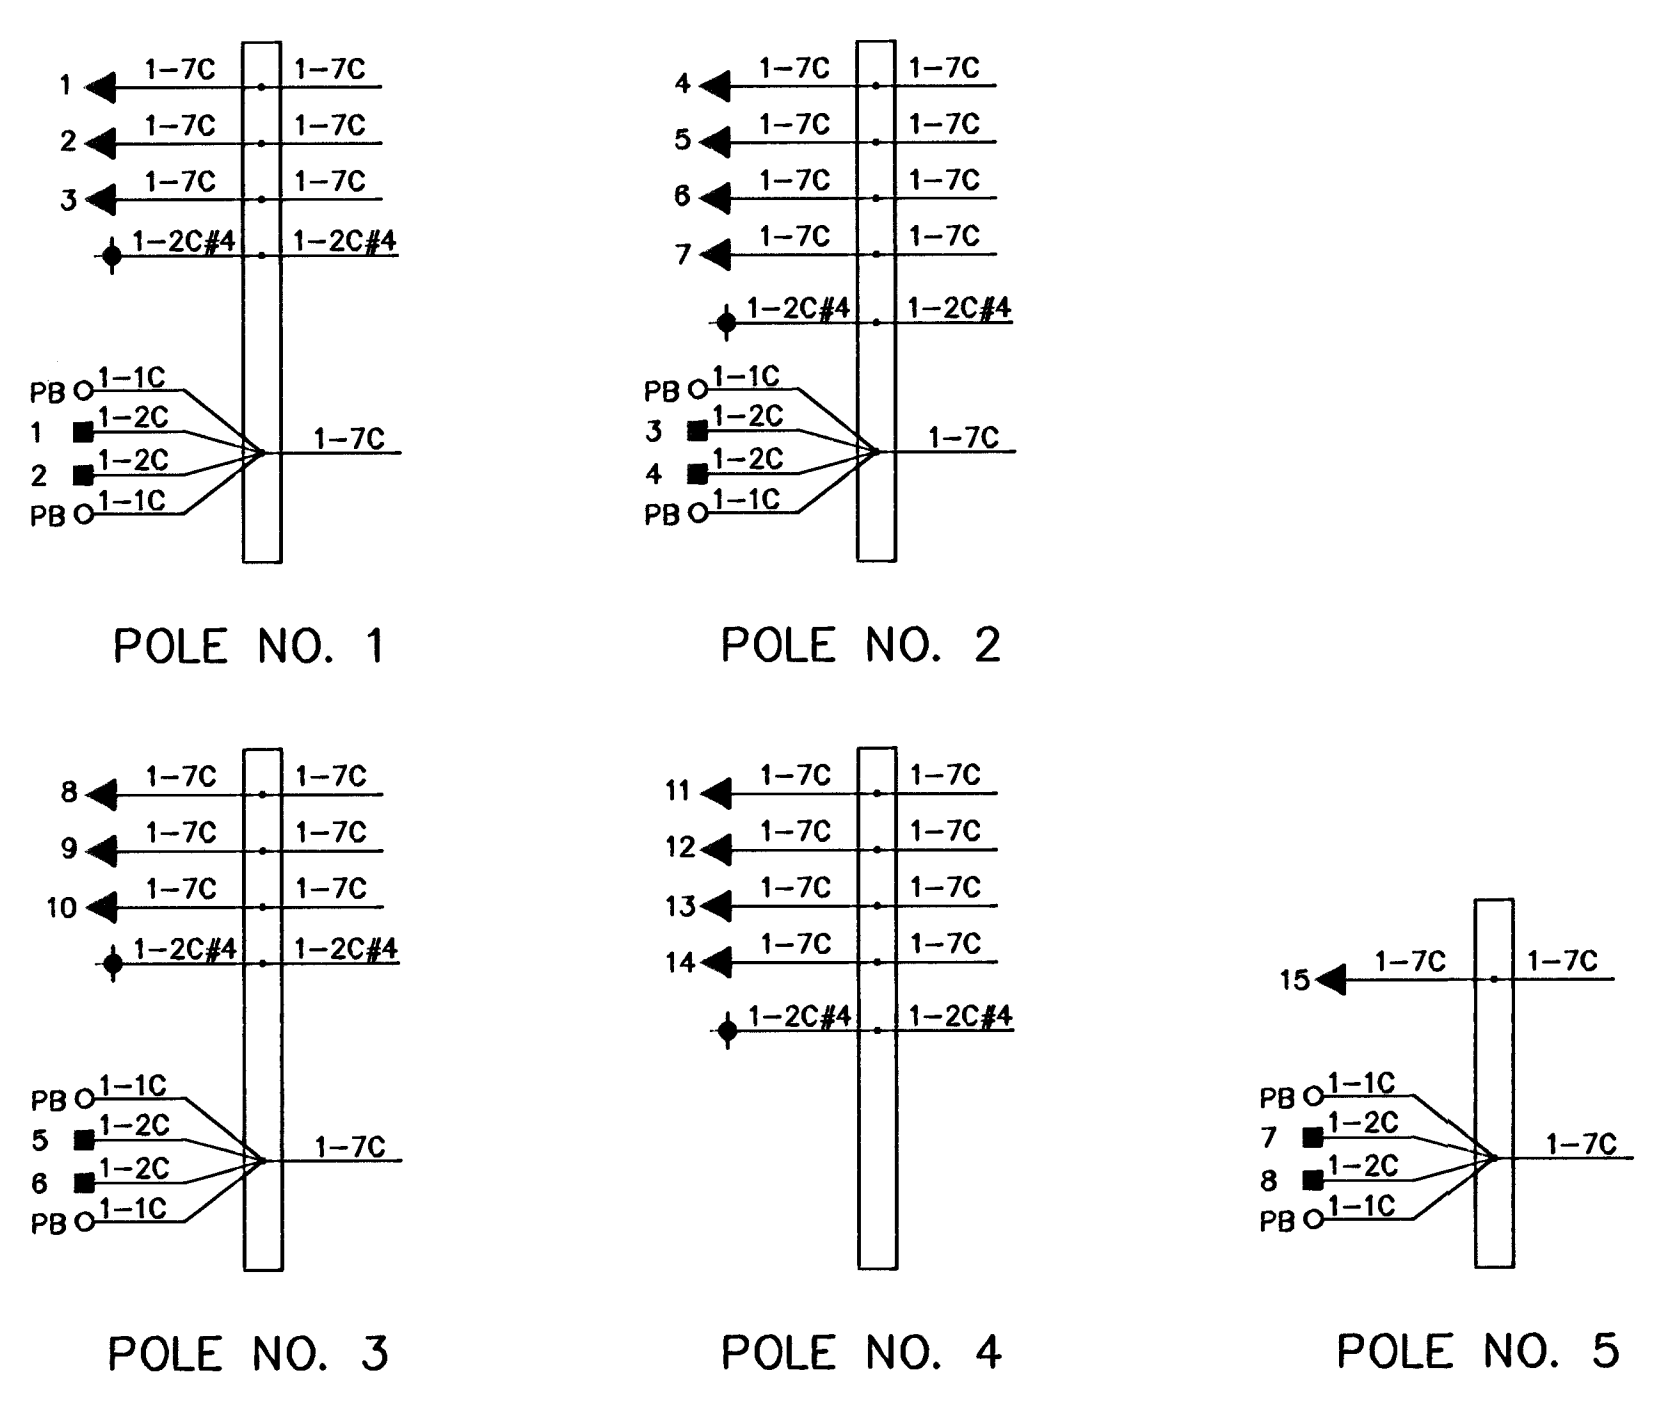 1 1-7C 1-7C
2 1-7C 1-7C
3 1-7C 1-7C
1-2C#4 1-2C#4
PB 1-1C
1 1-2C
1-7C
2 1-2C
PB 1-1C
POLE NO. 1
4 1-7C 1-7C
5 1-7C 1-7C
6 1-7C 1-7C
7 1-7C 1-7C
1-2C#4 1-2C#4
PB 1-1C
3 1-2C
1-7C
4 1-2C
PB 1-1C
POLE NO. 2
8 1-7C 1-7C
9 1-7C 1-7C
10 1-7C 1-7C
1-2C#4 1-2C#4
PB 1-1C
5 1-2C
1-7C
6 1-2C
PB 1-1C
POLE NO. 3
11 1-7C 1-7C
12 1-7C 1-7C
13 1-7C 1-7C
14 1-7C 1-7C
1-2C#4 1-2C#4
POLE NO. 4
15 1-7C 1-7C
PB 1-1C
7 1-2C
1-7C
8 1-2C
PB 1-1C
POLE NO. 5